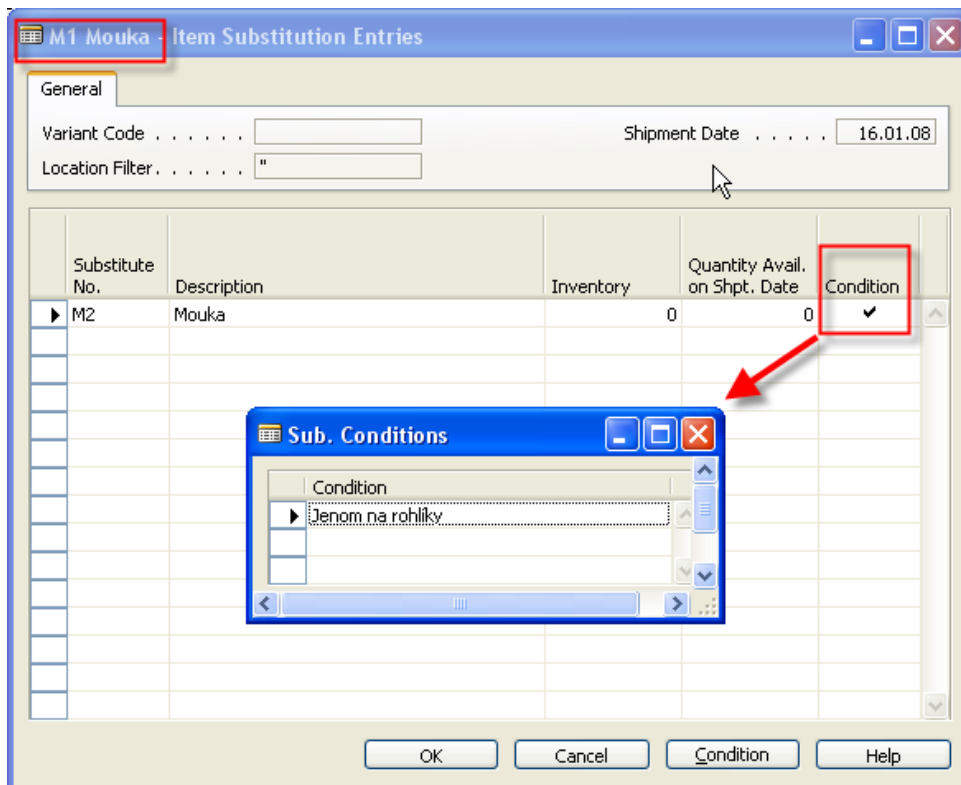 M1 Mouka - Item Substitution Entries
General
Variant Code . . . . . .
Shipment Date . . . . . 16.01.08
Location Filter. . . . . . "
Substitute No. Description Inventory Quantity Avail. on Shpt. Date Condition
M2 Mouka 0 0 ✔
Sub. Conditions
Condition
Jenom na rohlíky
OK Cancel Condition Help